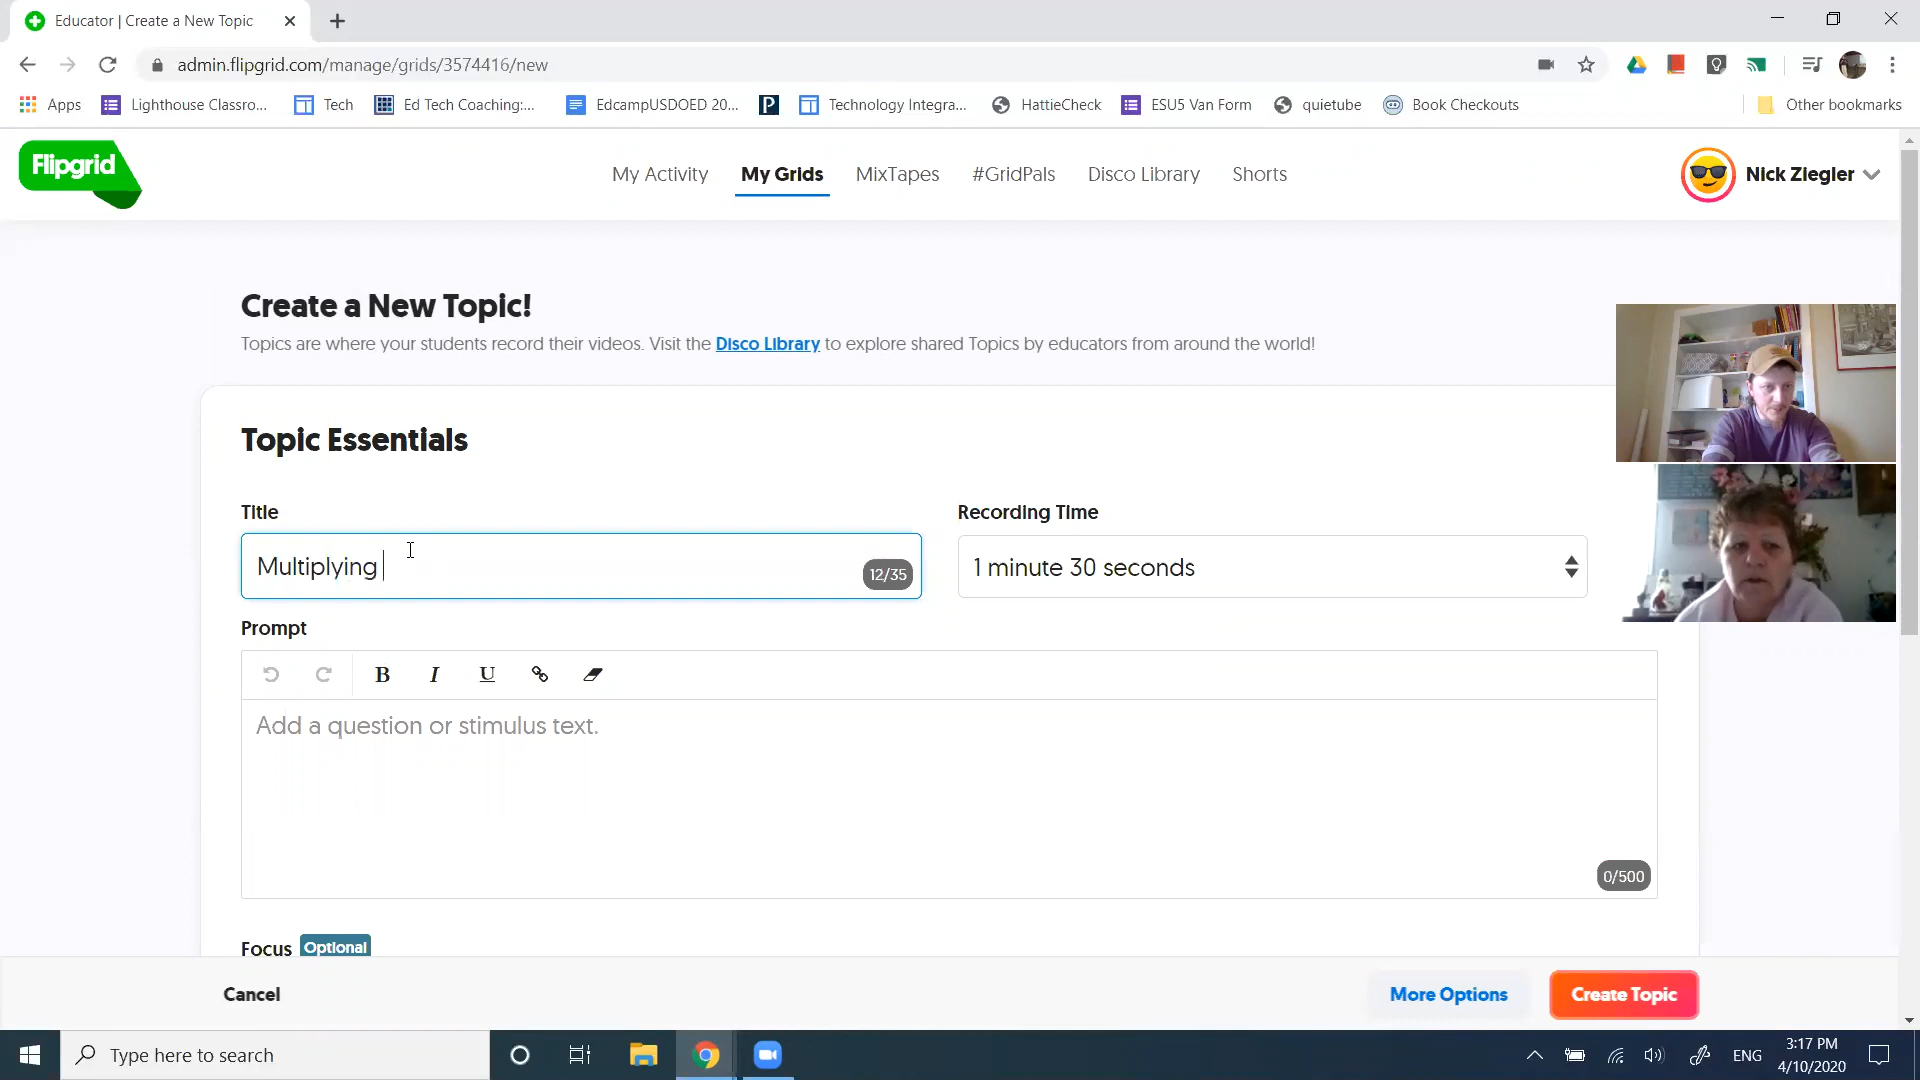 Educator | Create a New Topic
admin.flipgrid.com/manage/grids/3574416/new
Apps Lighthouse Classro... Tech Ed Tech Coaching:... EdcampUSDOED 20... P Technology Integra... HattieCheck ESU5 Van Form quietube Book Checkouts Other bookmarks
Flipgrid My Activity My Grids MixTapes #GridPals Disco Library Shorts Nick Ziegler
Create a New Topic!
Topics are where your students record their videos. Visit the Disco Library to explore shared Topics by educators from around the world!
Topic Essentials
Title Recording Time
Multiplying 12/35 1 minute 30 seconds
Prompt
B I U
Add a question or stimulus text.
0/500
Focus Optional
Cancel More Options Create Topic
Type here to search ENG 3:17 PM
4/10/2020